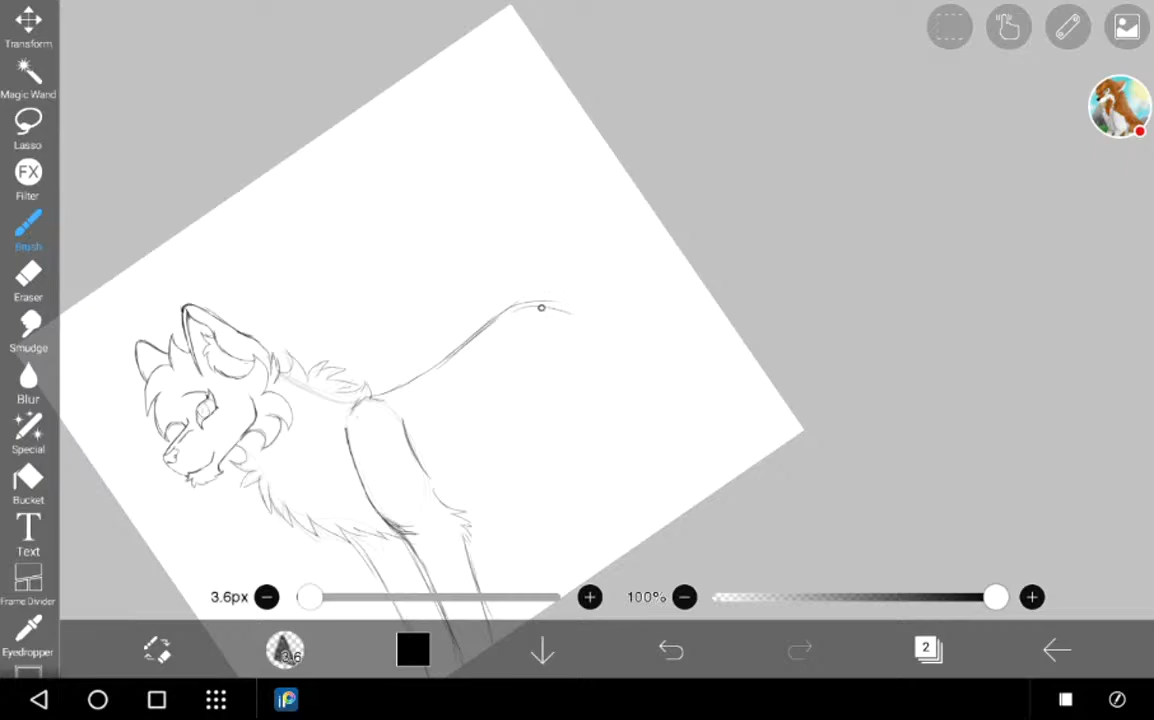 Transform
Magic Wand
Lasso
FX
Filter
Brush
Eraser
Smudge
Blur
Special
Bucket
T
Text
Frame Divider
Eyedropper
3.6px
100%
3.6
2
iP